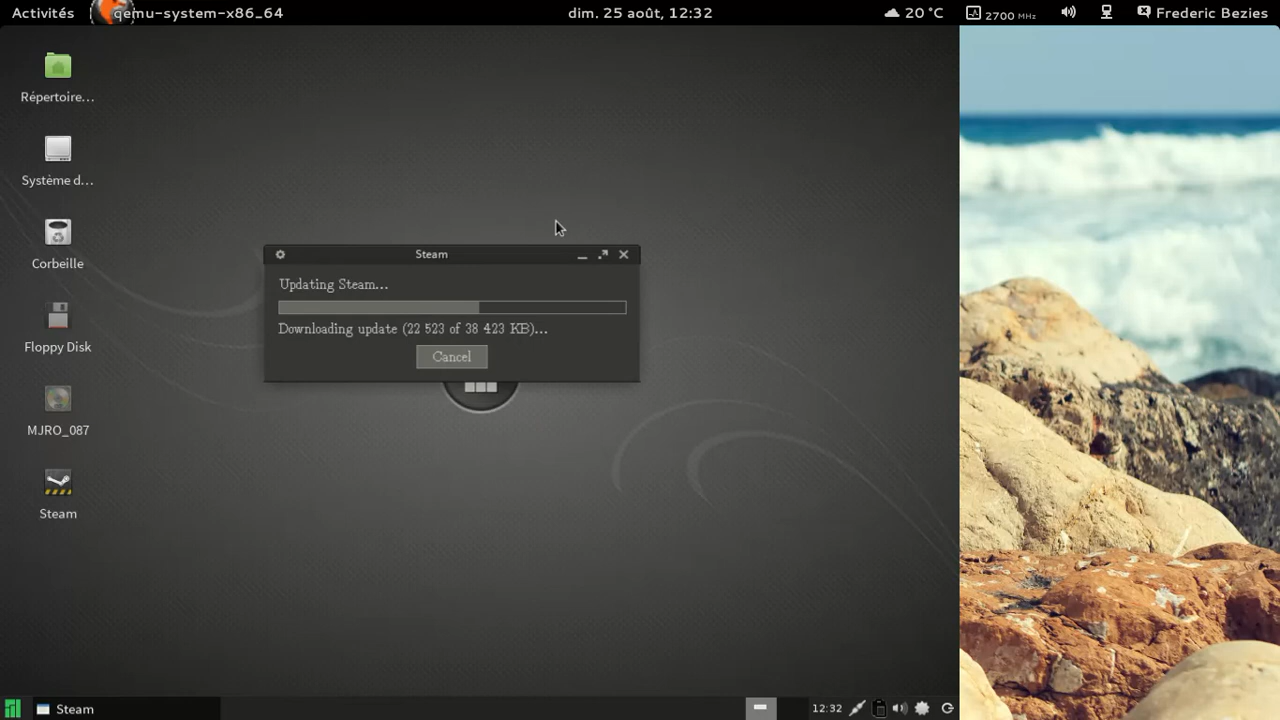 Activités
qemu-system-x86_64
dim. 25 août, 12:32
20 °C
2700 MHz
Frederic Bezies
Répertoire…
Système d…
Corbeille
Floppy Disk
MJRO_087
Steam
Steam
Updating Steam...
Downloading update (22 523 of 38 423 KB)...
Cancel
Steam
12:32